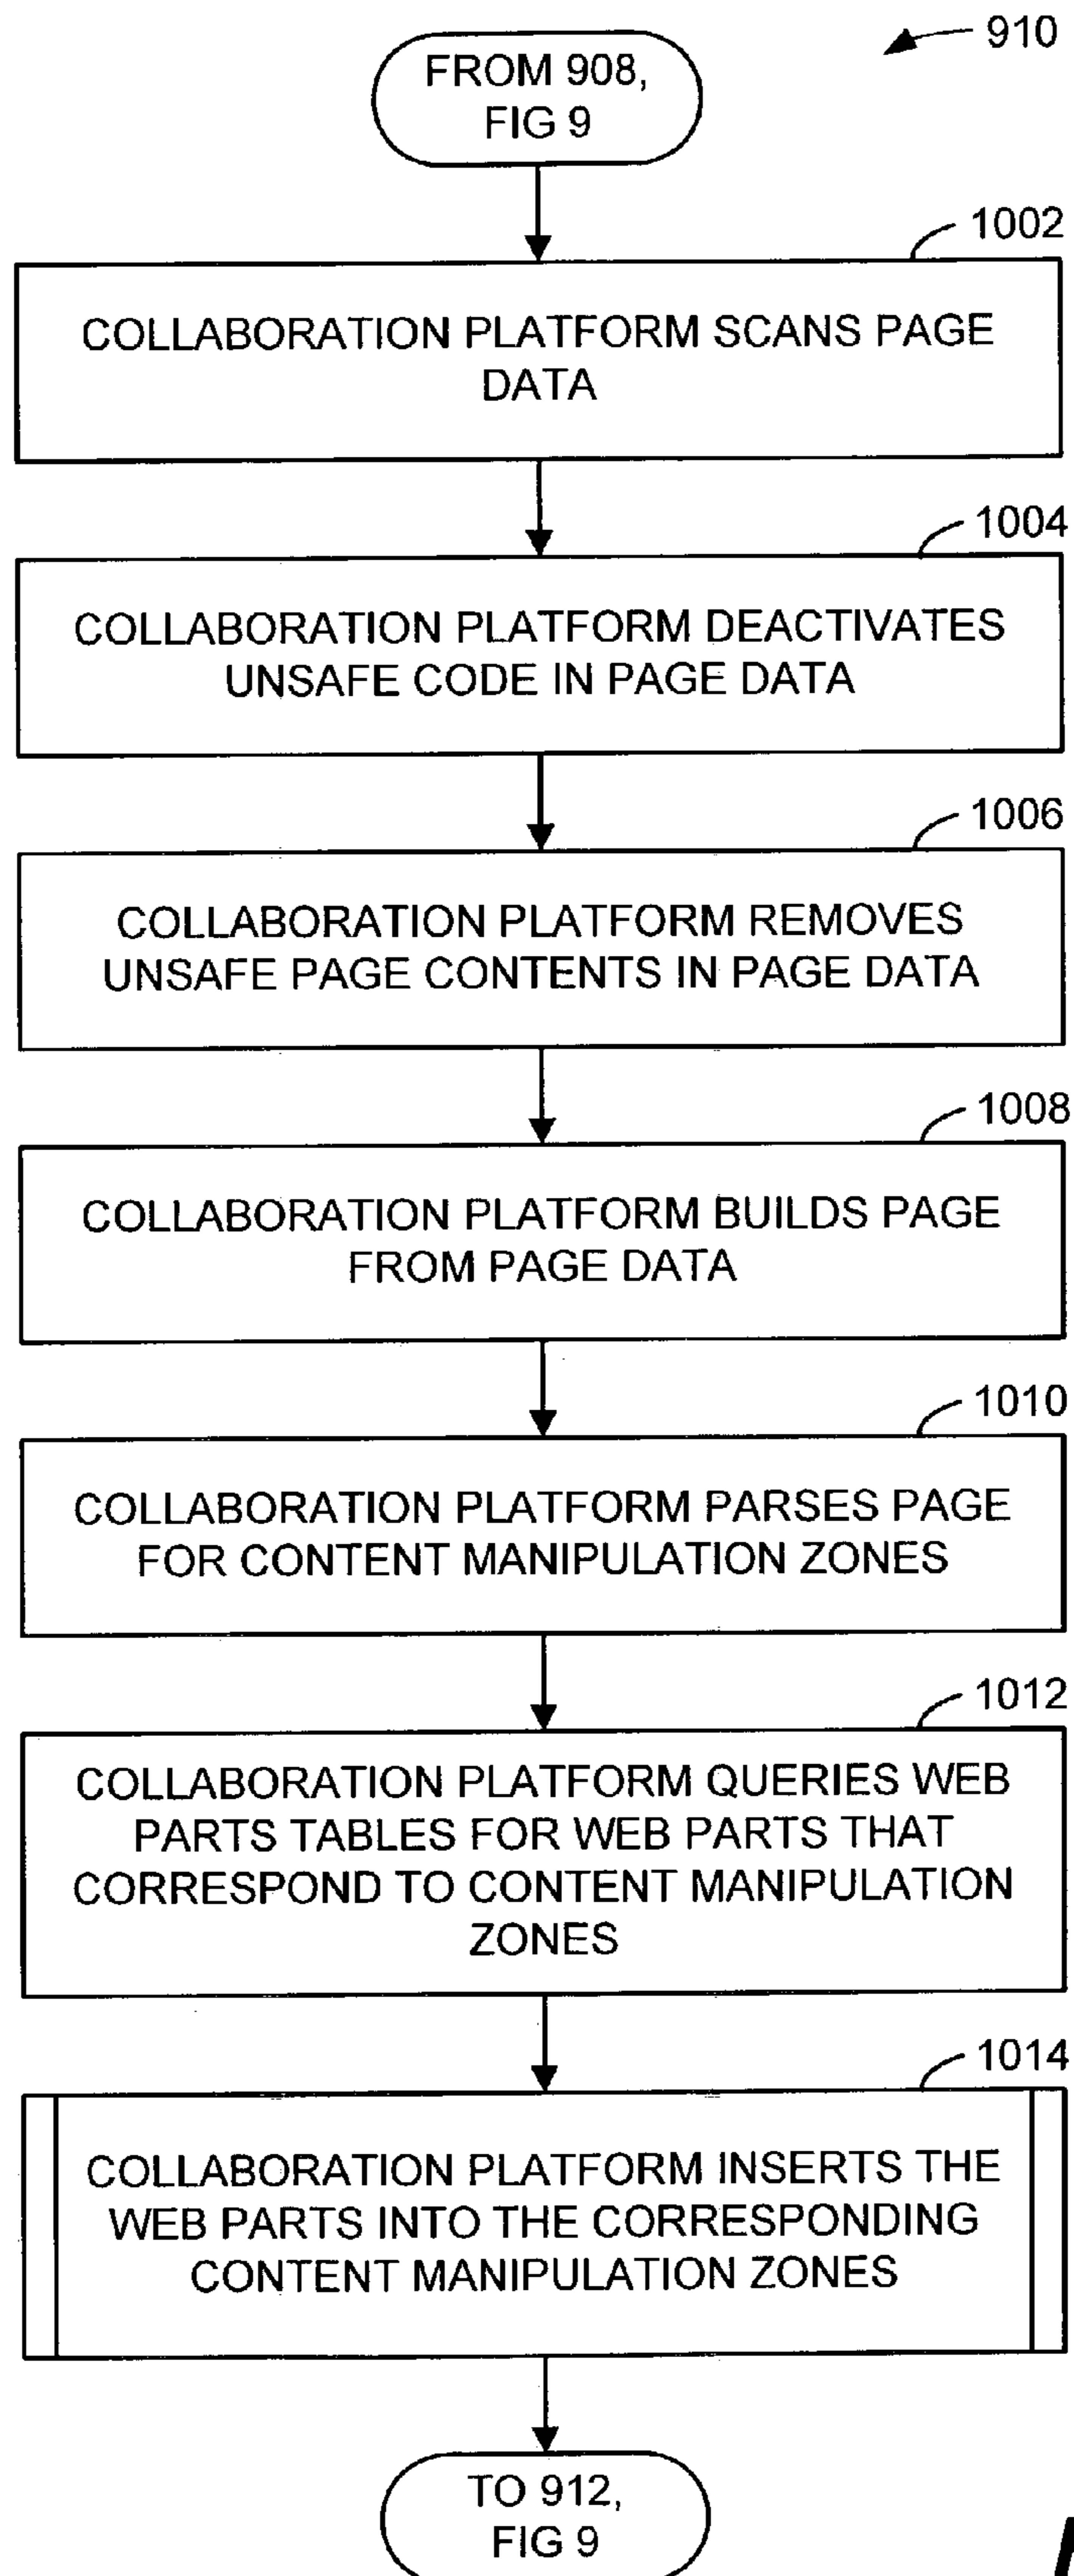 910
FROM 908,
FIG 9
1002
COLLABORATION PLATFORM SCANS PAGE
DATA
1004
COLLABORATION PLATFORM DEACTIVATES
UNSAFE CODE IN PAGE DATA
1006
COLLABORATION PLATFORM REMOVES
UNSAFE PAGE CONTENTS IN PAGE DATA
1008
COLLABORATION PLATFORM BUILDS PAGE
FROM PAGE DATA
1010
COLLABORATION PLATFORM PARSES PAGE
FOR CONTENT MANIPULATION ZONES
1012
COLLABORATION PLATFORM QUERIES WEB
PARTS TABLES FOR WEB PARTS THAT
CORRESPOND TO CONTENT MANIPULATION
ZONES
1014
COLLABORATION PLATFORM INSERTS THE
WEB PARTS INTO THE CORRESPONDING
CONTENT MANIPULATION ZONES
TO 912,
FIG 9